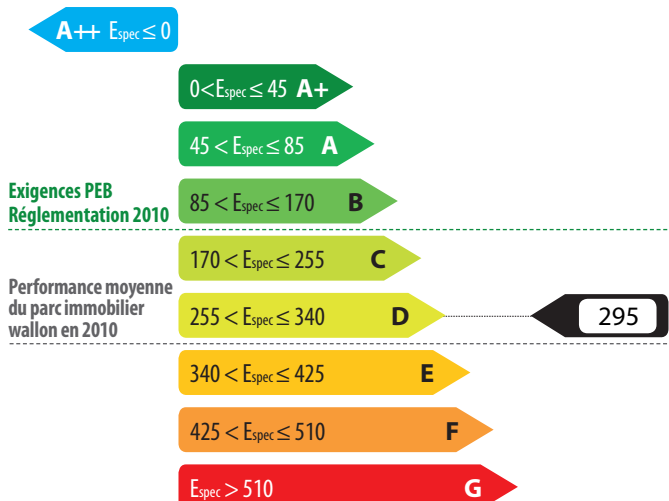 A++ Espec ≤ 0
0 < Espec ≤ 45 A+
45 < Espec ≤ 85 A
Exigences PEB
Réglementation 2010
85 < Espec ≤ 170 B
170 < Espec ≤ 255 C
Performance moyenne
du parc immobilier
wallon en 2010
255 < Espec ≤ 340 D
295
340 < Espec ≤ 425 E
425 < Espec ≤ 510 F
Espec > 510 G